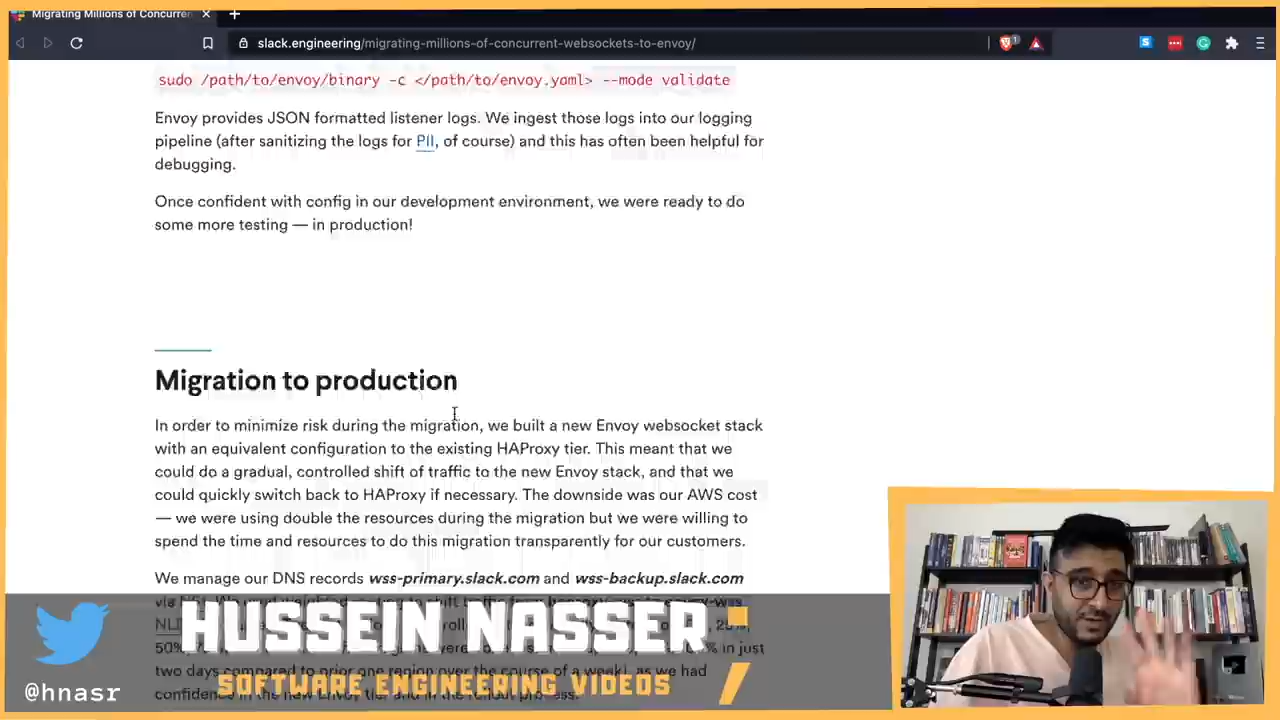 Migrating Millions of Concurren
slack.engineering/migrating-millions-of-concurrent-websockets-to-envoy/
sudo /path/to/envoy/binary -c </path/to/envoy.yaml> --mode validate
Envoy provides JSON formatted listener logs. We ingest those logs into our logging
pipeline (after sanitizing the logs for PII, of course) and this has often been helpful for
debugging.
Once confident with config in our development environment, we were ready to do
some more testing — in production!
Migration to production
In order to minimize risk during the migration, we built a new Envoy websocket stack
with an equivalent configuration to the existing HAProxy tier. This meant that we
could do a gradual, controlled shift of traffic to the new Envoy stack, and that we
could quickly switch back to HAProxy if necessary. The downside was our AWS cost
— we were using double the resources during the migration but we were willing to
spend the time and resources to do this migration transparently for our customers.
We manage our DNS records wss-primary.slack.com and wss-backup.slack.com
HUSSEIN NASSER
50%
in just
two days compared to prior one region over the course of a week), as we had
SOFTWARE ENGINEERING VIDEOS
@hnasr